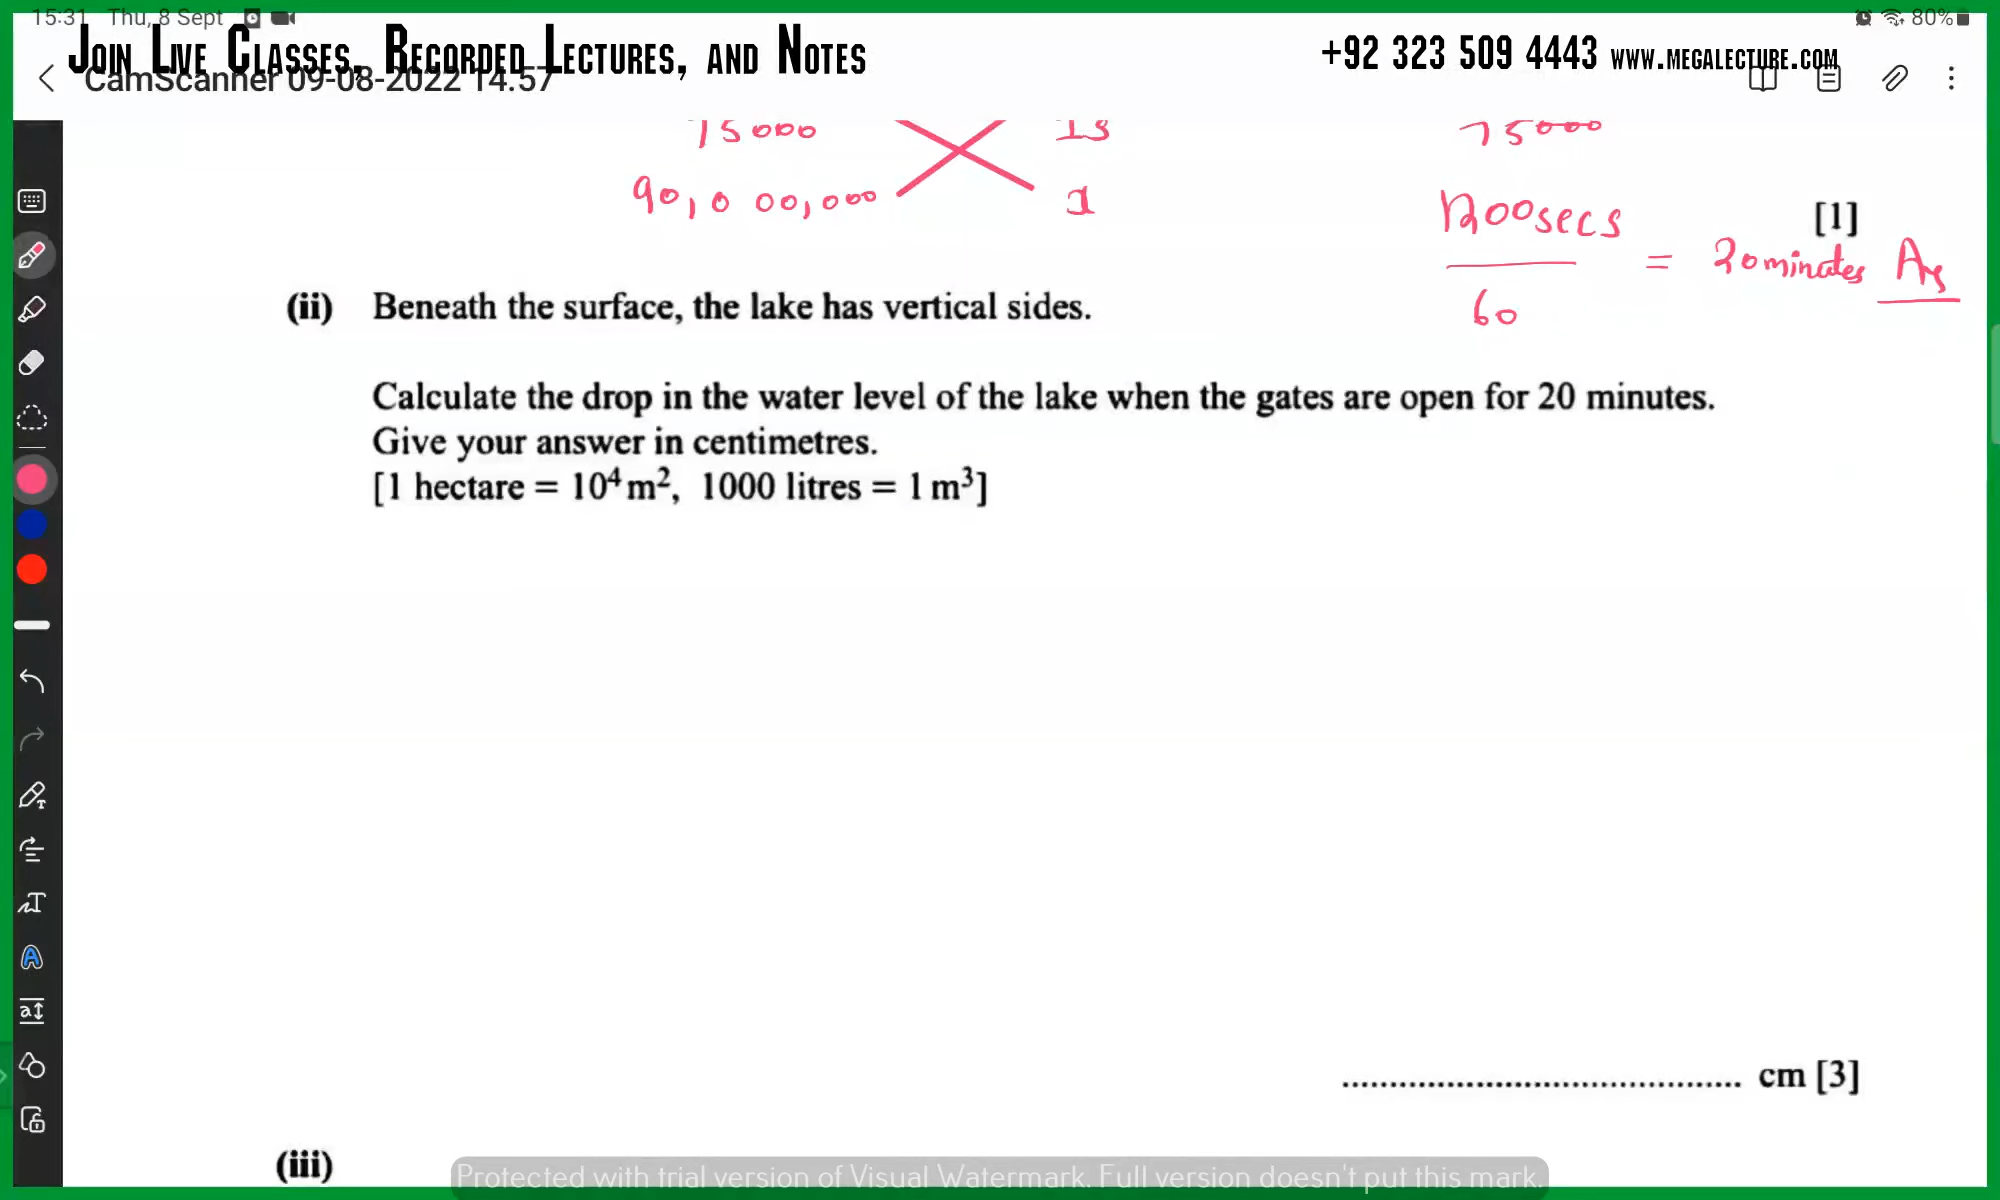 15:31 Thu, 8 Sept 80%
JOIN LIVE CLASSES, RECORDED LECTURES, AND NOTES
+92 323 509 4443 WWW.MEGALECTURE.COM
CamScanner 09-08-2022 14:57
75000 1s 75000
90,000,000 1 1200secs [1]
= 20minutes Ans
60
(ii) Beneath the surface, the lake has vertical sides.
Calculate the drop in the water level of the lake when the gates are open for 20 minutes.
Give your answer in centimetres.
[1 hectare = 10⁴ m², 1000 litres = 1 m³]
cm [3]
(iii)
Protected with trial version of Visual Watermark. Full version doesn't put this mark.